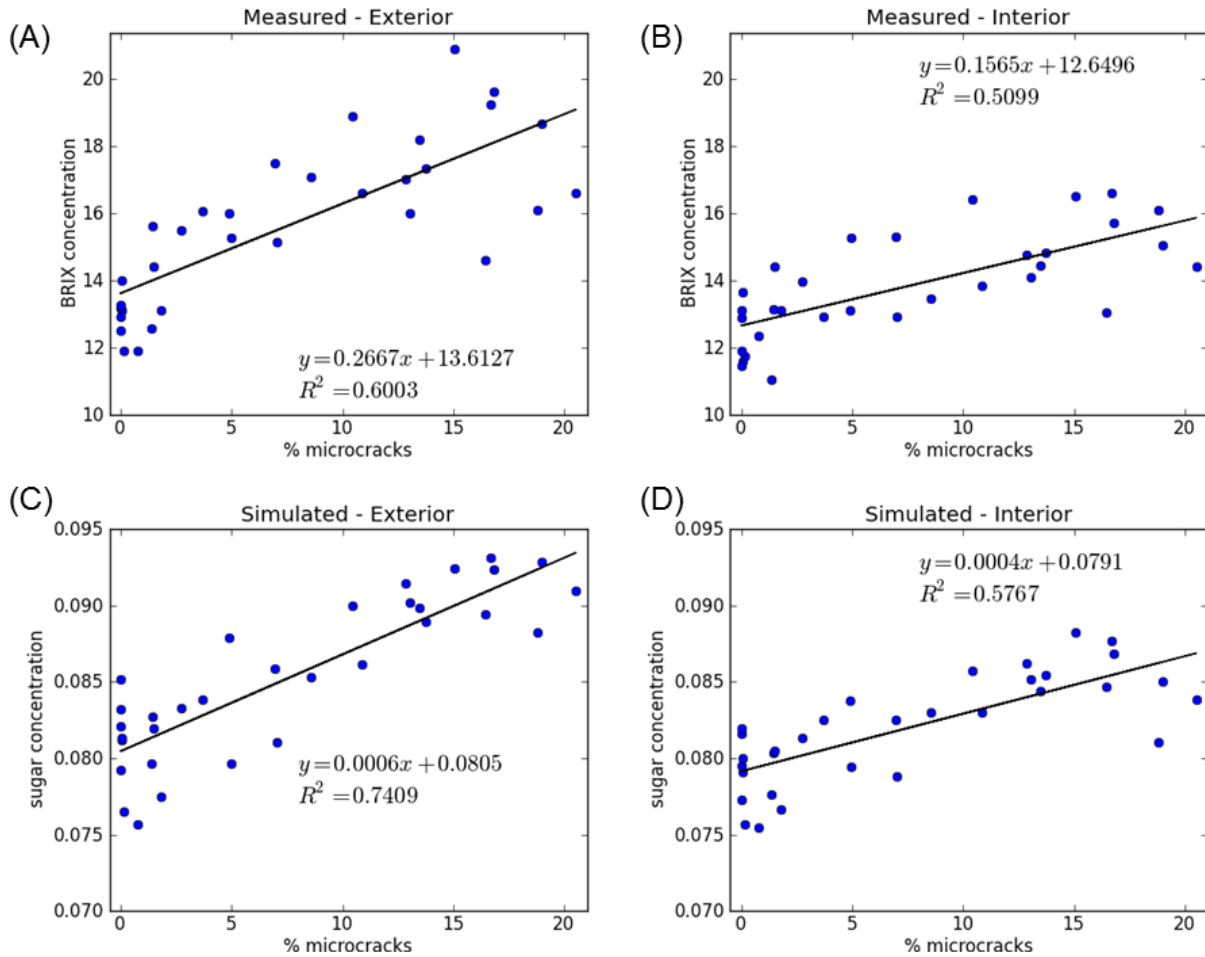 (A)
Measured - Exterior
BRIX concentration
20
18
16
14
12
10
y=0.2667x+13.6127
R² =0.6003
0 5 10 15 20
% microcracks
(B)
Measured - Interior
BRIX concentration
20
18
16
14
12
10
y=0.1565x+12.6496
R² =0.5099
0 5 10 15 20
% microcracks
(C)
Simulated - Exterior
sugar concentration
0.095
0.090
0.085
0.080
0.075
0.070
y=0.0006x+0.0805
R² =0.7409
0 5 10 15 20
% microcracks
(D)
Simulated - Interior
sugar concentration
0.095
0.090
0.085
0.080
0.075
0.070
y=0.0004x+0.0791
R² =0.5767
0 5 10 15 20
% microcracks